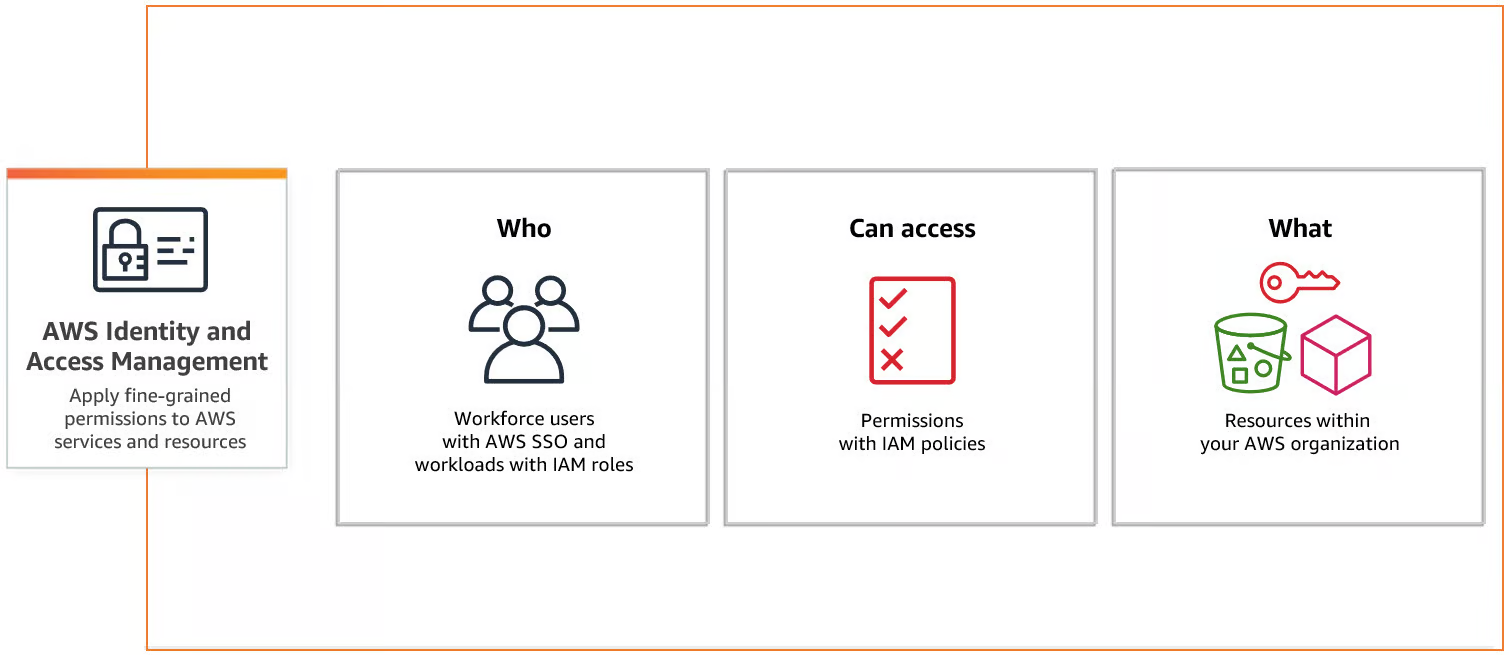 AWS Identity and
Access Management
Apply fine-grained
permissions to AWS
services and resources
Who
Workforce users
with AWS SSO and
workloads with IAM roles
Can access
Permissions
with IAM policies
What
Resources within
your AWS organization